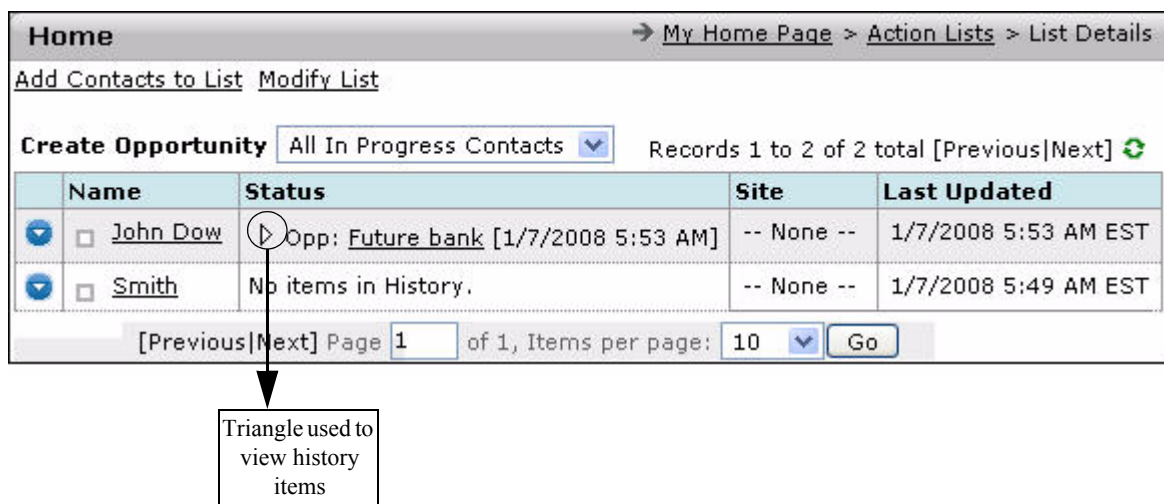 Home → My Home Page > Action Lists > List Details
Add Contacts to List Modify List
Create Opportunity All In Progress Contacts Records 1 to 2 of 2 total [Previous|Next]
Name Status Site Last Updated
John Dow Opp: Future bank [1/7/2008 5:53 AM] -- None -- 1/7/2008 5:53 AM EST
Smith No items in History. -- None -- 1/7/2008 5:49 AM EST
[Previous|Next] Page 1 of 1, Items per page: 10 Go
Triangle used to
view history
items